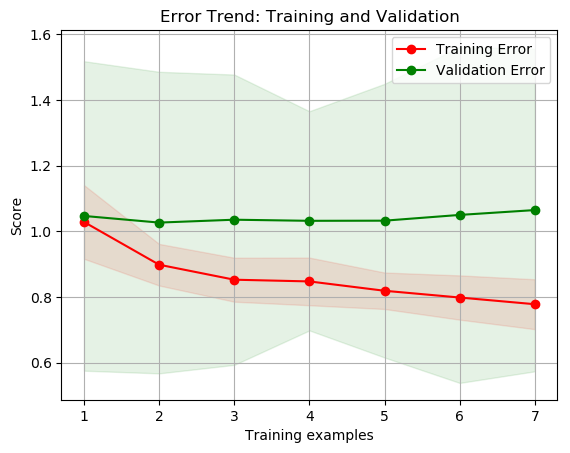 Error Trend: Training and Validation
1.6
1.4
1.2
1.0
0.8
0.6
Score
Training Error
Validation Error
1 2 3 4 5 6 7
Training examples